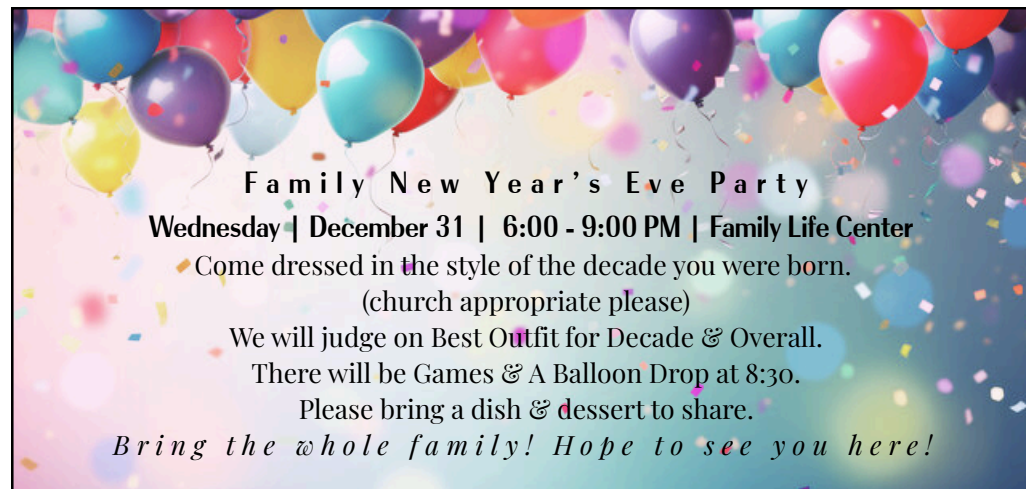 Family New Year's Eve Party
Wednesday | December 31 | 6:00 - 9:00 PM | Family Life Center
Come dressed in the style of the decade you were born.
(church appropriate please)
We will judge on Best Outfit for Decade & Overall.
There will be Games & A Balloon Drop at 8:30.
Please bring a dish & dessert to share.
Bring the whole family! Hope to see you here!